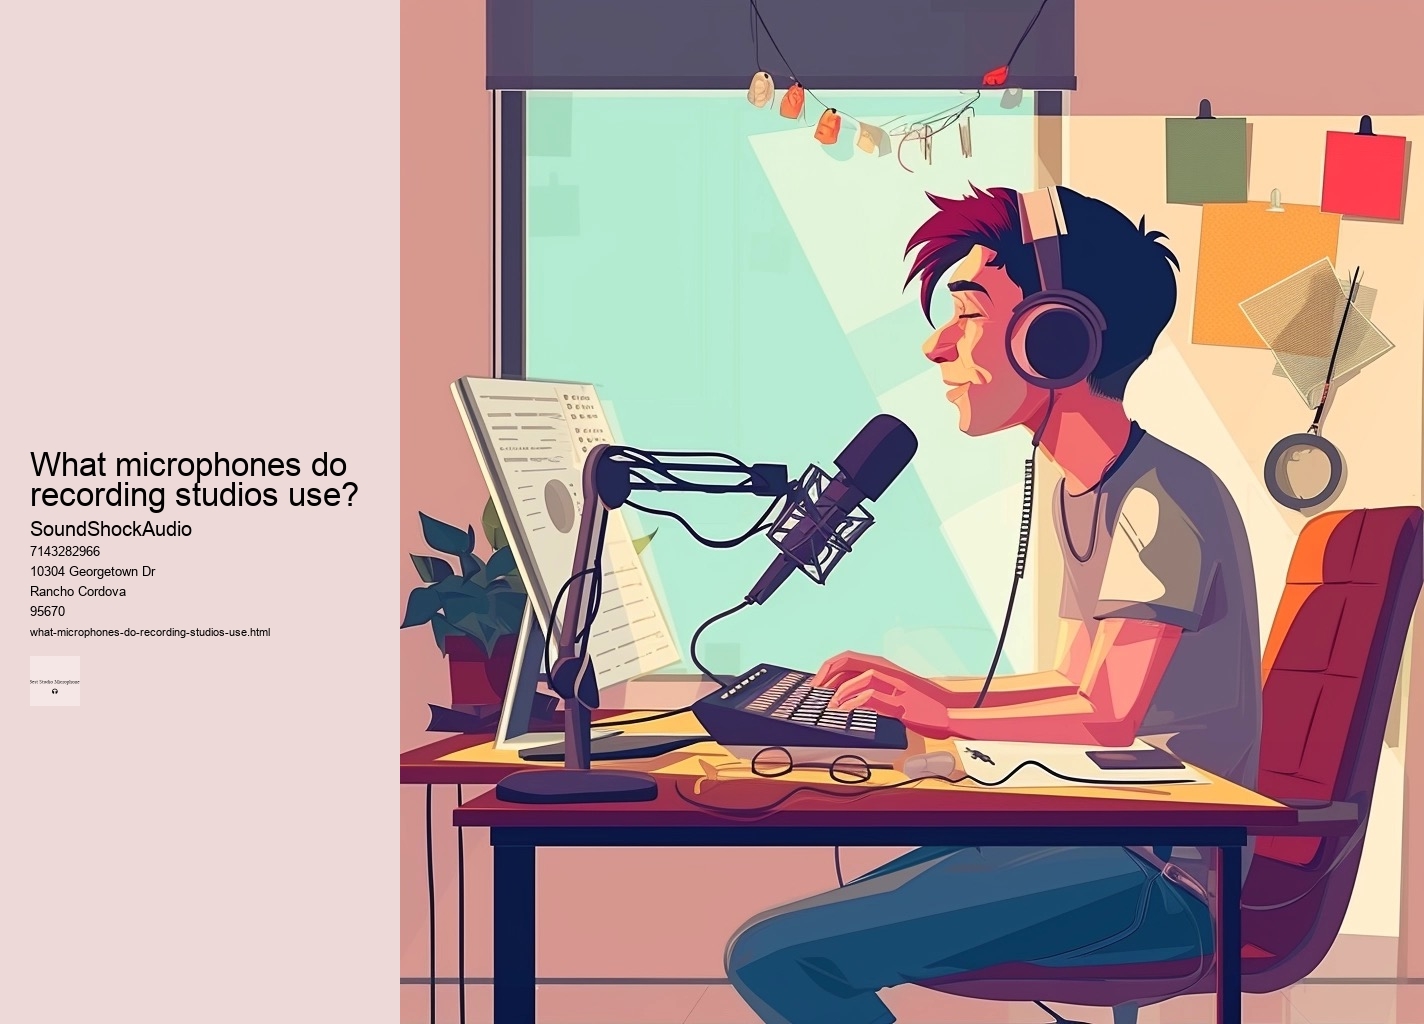 What microphones do
recording studios use?
SoundShockAudio
7143282966
10304 Georgetown Dr
Rancho Cordova
95670
what-microphones-do-recording-studios-use.html
Best Studio Microphone